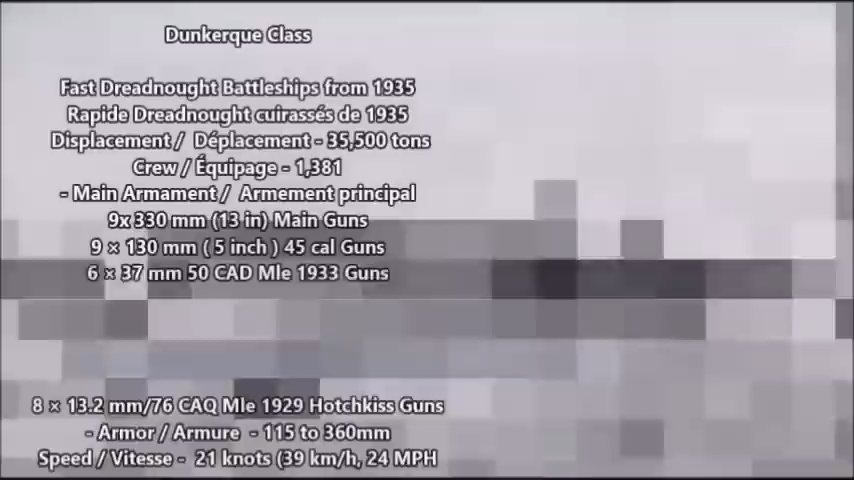 Dunkerque Class
Fast Dreadnought Battleships from 1935
Rapide Dreadnought cuirassés de 1935
Displacement /  Déplacement - 35,500 tons
Crew / Équipage - 1,381
- Main Armament /  Armement principal
9x 330 mm (13 in) Main Guns
9 × 130 mm ( 5 inch ) 45 cal Guns
6 × 37 mm 50 CAD Mle 1933 Guns
8 × 13.2 mm/76 CAQ Mle 1929 Hotchkiss Guns
- Armor / Armure  - 115 to 360mm
Speed / Vitesse -  21 knots (39 km/h, 24 MPH